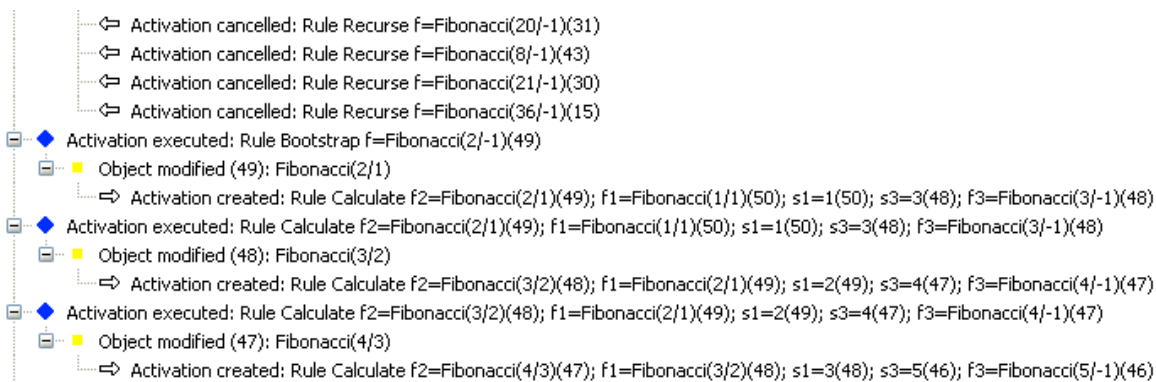 Activation cancelled: Rule Recurse f=Fibonacci(20/-1)(31)
Activation cancelled: Rule Recurse f=Fibonacci(8/-1)(43)
Activation cancelled: Rule Recurse f=Fibonacci(21/-1)(30)
Activation cancelled: Rule Recurse f=Fibonacci(36/-1)(15)
Activation executed: Rule Bootstrap f=Fibonacci(2/-1)(49)
Object modified (49): Fibonacci(2/1)
Activation created: Rule Calculate f2=Fibonacci(2/1)(49); f1=Fibonacci(1/1)(50); s1=1(50); s3=3(48); f3=Fibonacci(3/-1)(48)
Activation executed: Rule Calculate f2=Fibonacci(2/1)(49); f1=Fibonacci(1/1)(50); s1=1(50); s3=3(48); f3=Fibonacci(3/-1)(48)
Object modified (48): Fibonacci(3/2)
Activation created: Rule Calculate f2=Fibonacci(3/2)(48); f1=Fibonacci(2/1)(49); s1=2(49); s3=4(47); f3=Fibonacci(4/-1)(47)
Activation executed: Rule Calculate f2=Fibonacci(3/2)(48); f1=Fibonacci(2/1)(49); s1=2(49); s3=4(47); f3=Fibonacci(4/-1)(47)
Object modified (47): Fibonacci(4/3)
Activation created: Rule Calculate f2=Fibonacci(4/3)(47); f1=Fibonacci(3/2)(48); s1=3(48); s3=5(46); f3=Fibonacci(5/-1)(46)